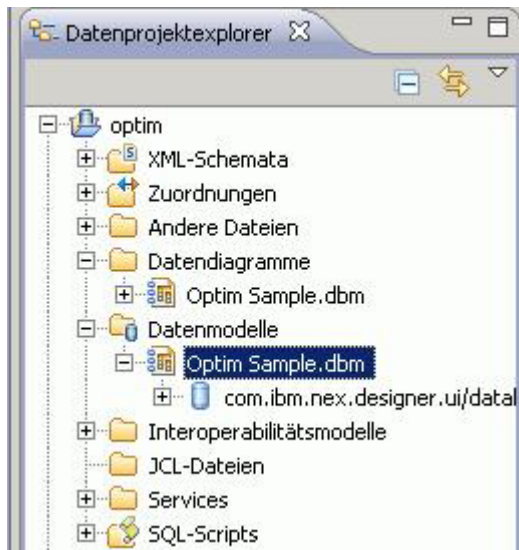 Datenprojektexplorer
optim
XML-Schemata
Zuordnungen
Andere Dateien
Datendiagramme
Optim Sample.dbm
Datenmodelle
Optim Sample.dbm
com.ibm.nex.designer.ui/datal
Interoperabilitätsmodelle
JCL-Dateien
Services
SQL-Scripts